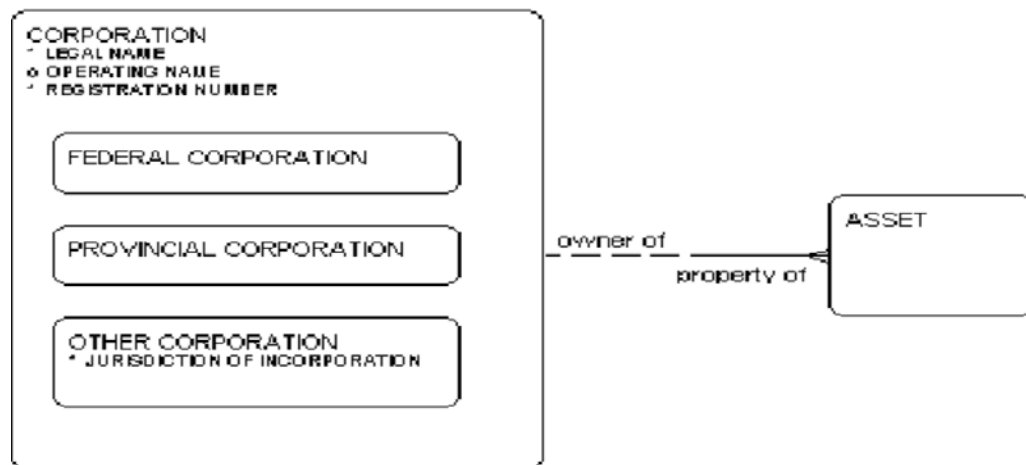 CORPORATION
* LEGAL NAME
o OPERATING NAME
* REGISTRATION NUMBER
FEDERAL CORPORATION
PROVINCIAL CORPORATION
OTHER CORPORATION
* JURISDICTION OF INCORPORATION
owner of
property of
ASSET